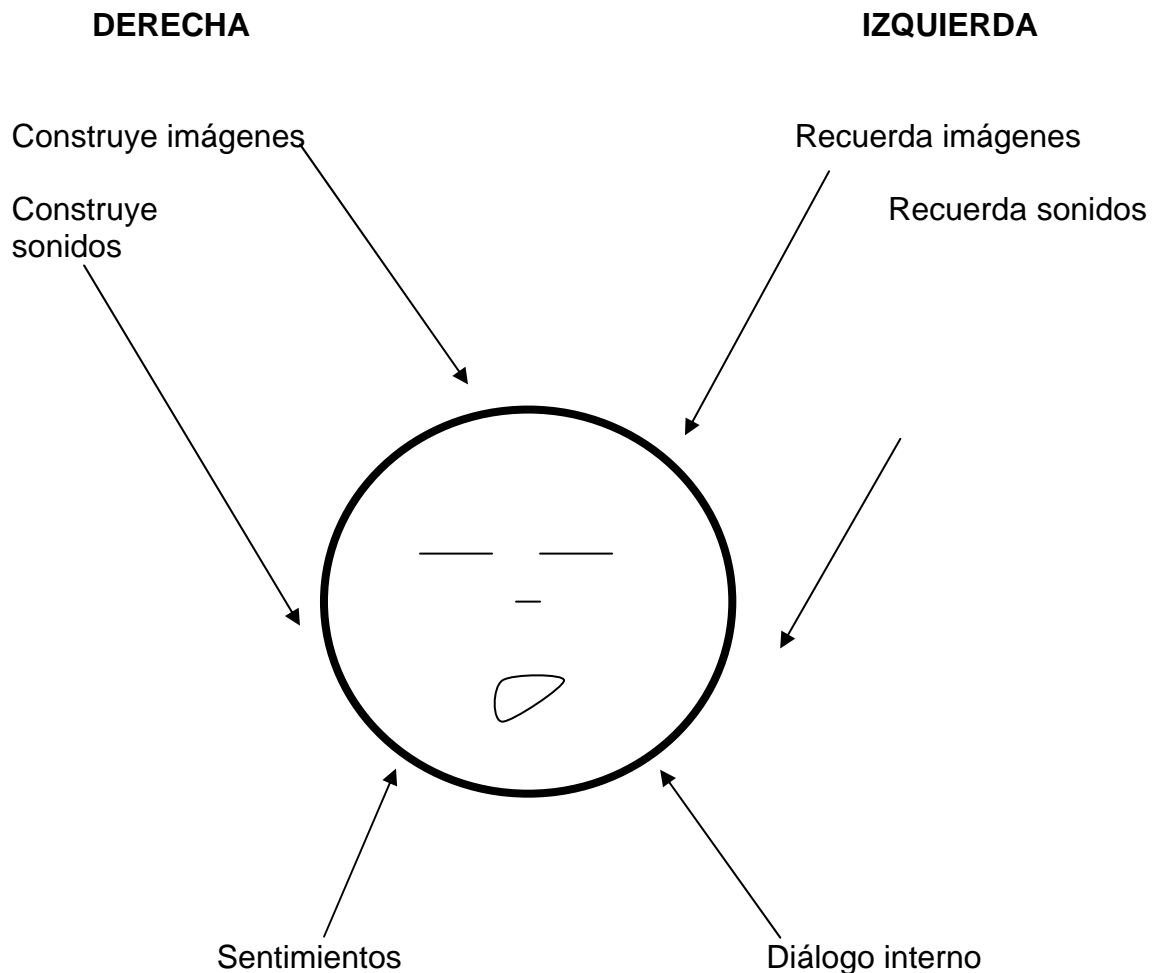 DERECHA
IZQUIERDA
Construye imágenes
Recuerda imágenes
Construye
sonidos
Recuerda sonidos
Sentimientos
Diálogo interno